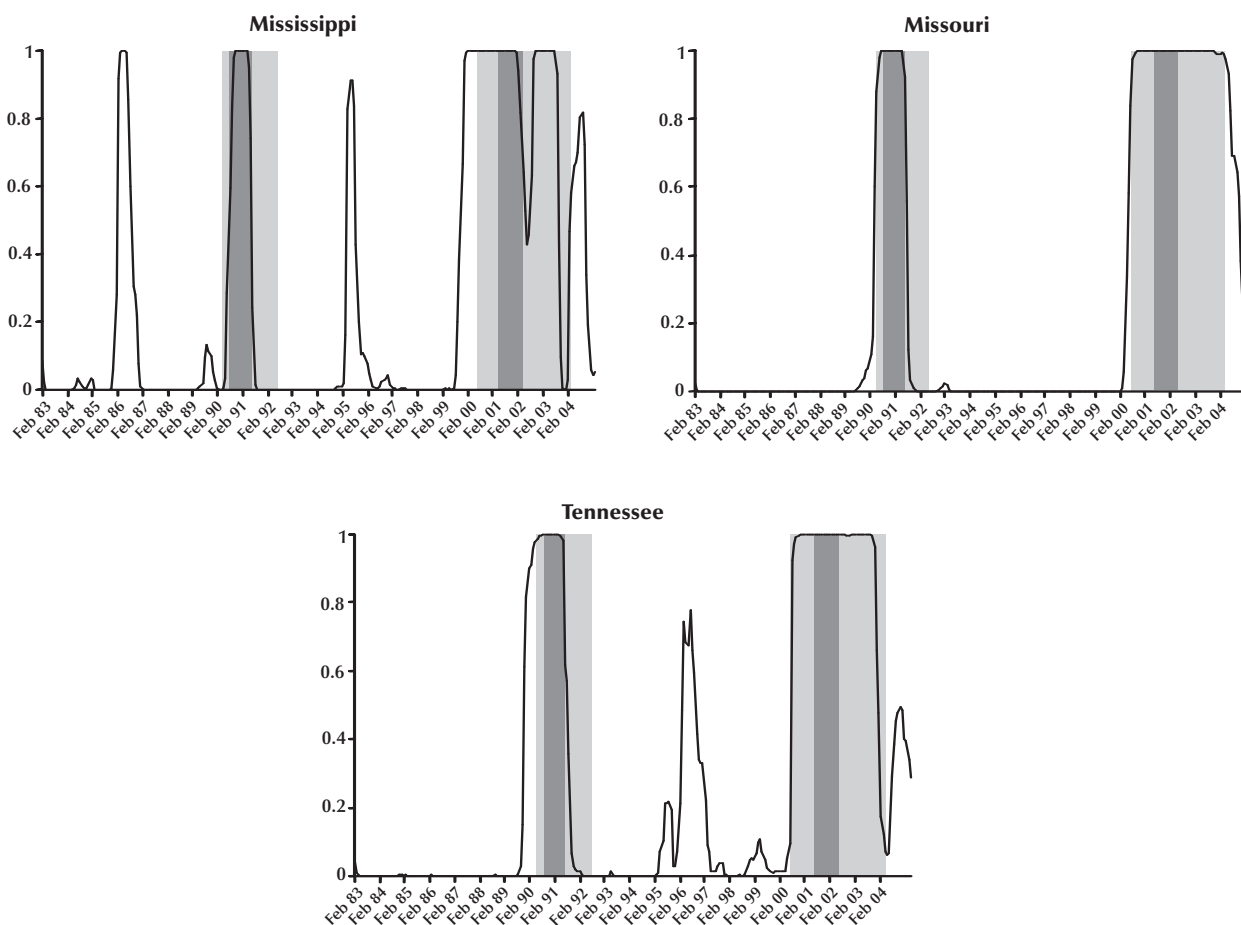 Mississippi
1
0.8
0.6
0.4
0.2
0
Feb 83
Feb 84
Feb 85
Feb 86
Feb 87
Feb 88
Feb 89
Feb 90
Feb 91
Feb 92
Feb 93
Feb 94
Feb 95
Feb 96
Feb 97
Feb 98
Feb 99
Feb 00
Feb 01
Feb 02
Feb 03
Feb 04
Missouri
1
0.8
0.6
0.4
0.2
0
Feb 83
Feb 84
Feb 85
Feb 86
Feb 87
Feb 88
Feb 89
Feb 90
Feb 91
Feb 92
Feb 93
Feb 94
Feb 95
Feb 96
Feb 97
Feb 98
Feb 99
Feb 00
Feb 01
Feb 02
Feb 03
Feb 04
Tennessee
1
0.8
0.6
0.4
0.2
0
Feb 83
Feb 84
Feb 85
Feb 86
Feb 87
Feb 88
Feb 89
Feb 90
Feb 91
Feb 92
Feb 93
Feb 94
Feb 95
Feb 96
Feb 97
Feb 98
Feb 99
Feb 00
Feb 01
Feb 02
Feb 03
Feb 04